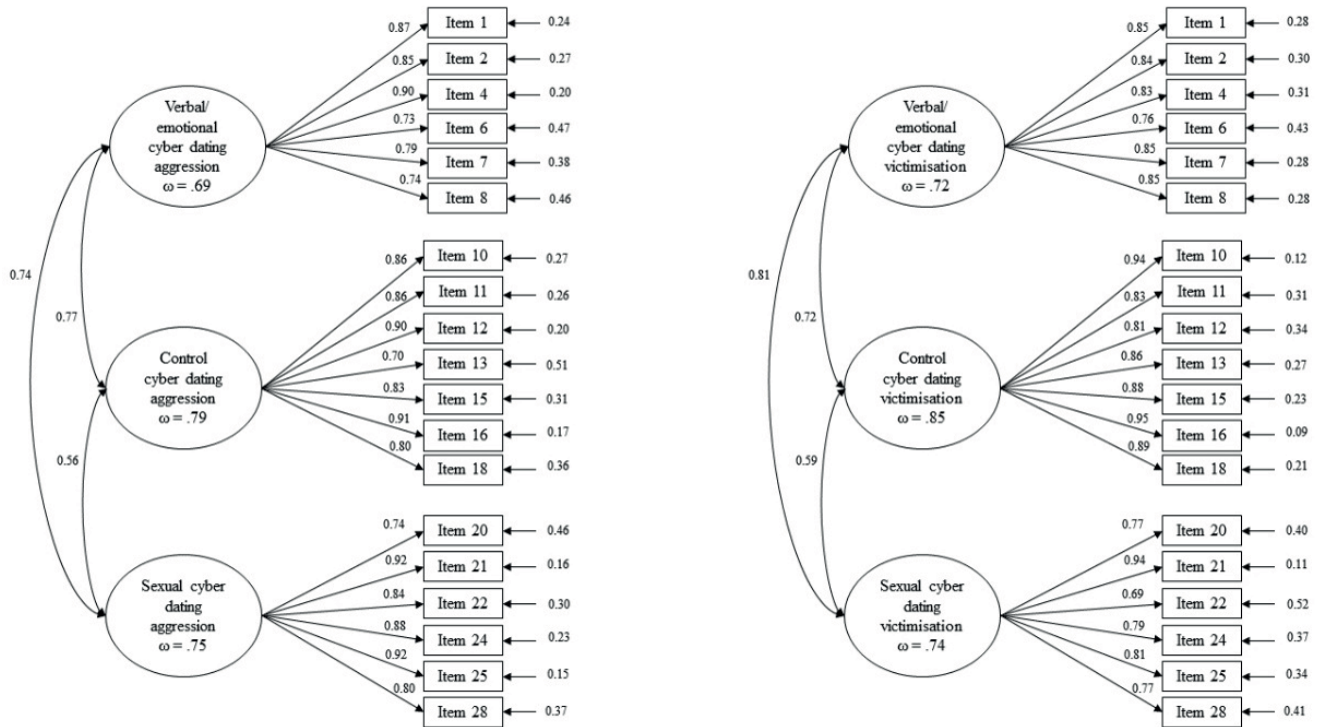 0.87
Item 1
0.24
0.85
Item 2
0.27
0.90
Item 4
0.20
0.73
Item 6
0.47
0.79
Item 7
0.38
0.74
Item 8
0.46
Verbal/
emotional
cyber dating
aggression
ω = .69
0.74
0.77
0.86
Item 10
0.27
0.86
Item 11
0.26
0.90
Item 12
0.20
0.70
Item 13
0.51
0.83
Item 15
0.31
0.91
Item 16
0.17
0.80
Item 18
0.36
Control
cyber dating
aggression
ω = .79
0.56
0.74
Item 20
0.46
0.92
Item 21
0.16
0.84
Item 22
0.30
0.88
Item 24
0.23
0.92
Item 25
0.15
0.80
Item 28
0.37
Sexual cyber
dating
aggression
ω = .75
0.85
Item 1
0.28
0.84
Item 2
0.30
0.83
Item 4
0.31
0.76
Item 6
0.43
0.85
Item 7
0.28
0.85
Item 8
0.28
Verbal/
emotional
cyber dating
victimisation
ω = .72
0.81
0.72
0.94
Item 10
0.12
0.83
Item 11
0.31
0.81
Item 12
0.34
0.86
Item 13
0.27
0.88
Item 15
0.23
0.95
Item 16
0.09
0.89
Item 18
0.21
Control
cyber dating
victimisation
ω = .85
0.59
0.77
Item 20
0.40
0.94
Item 21
0.11
0.69
Item 22
0.52
0.79
Item 24
0.37
0.81
Item 25
0.34
0.77
Item 28
0.41
Sexual cyber
dating
victimisation
ω = .74